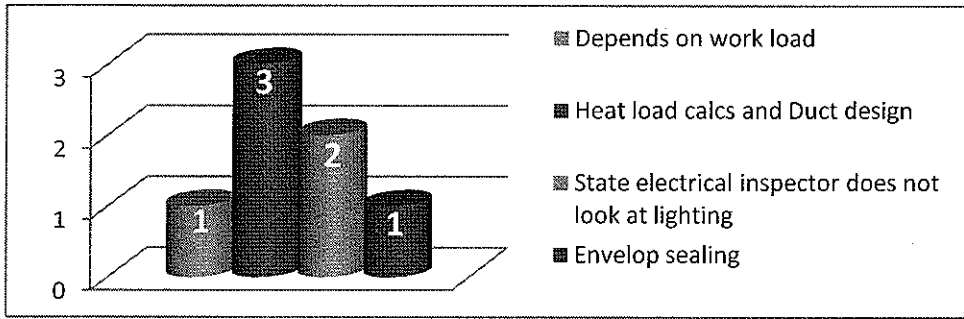 3
2
1
0
1
3
2
1
Depends on work load
Heat load calcs and Duct design
State electrical inspector does not
look at lighting
Envelop sealing